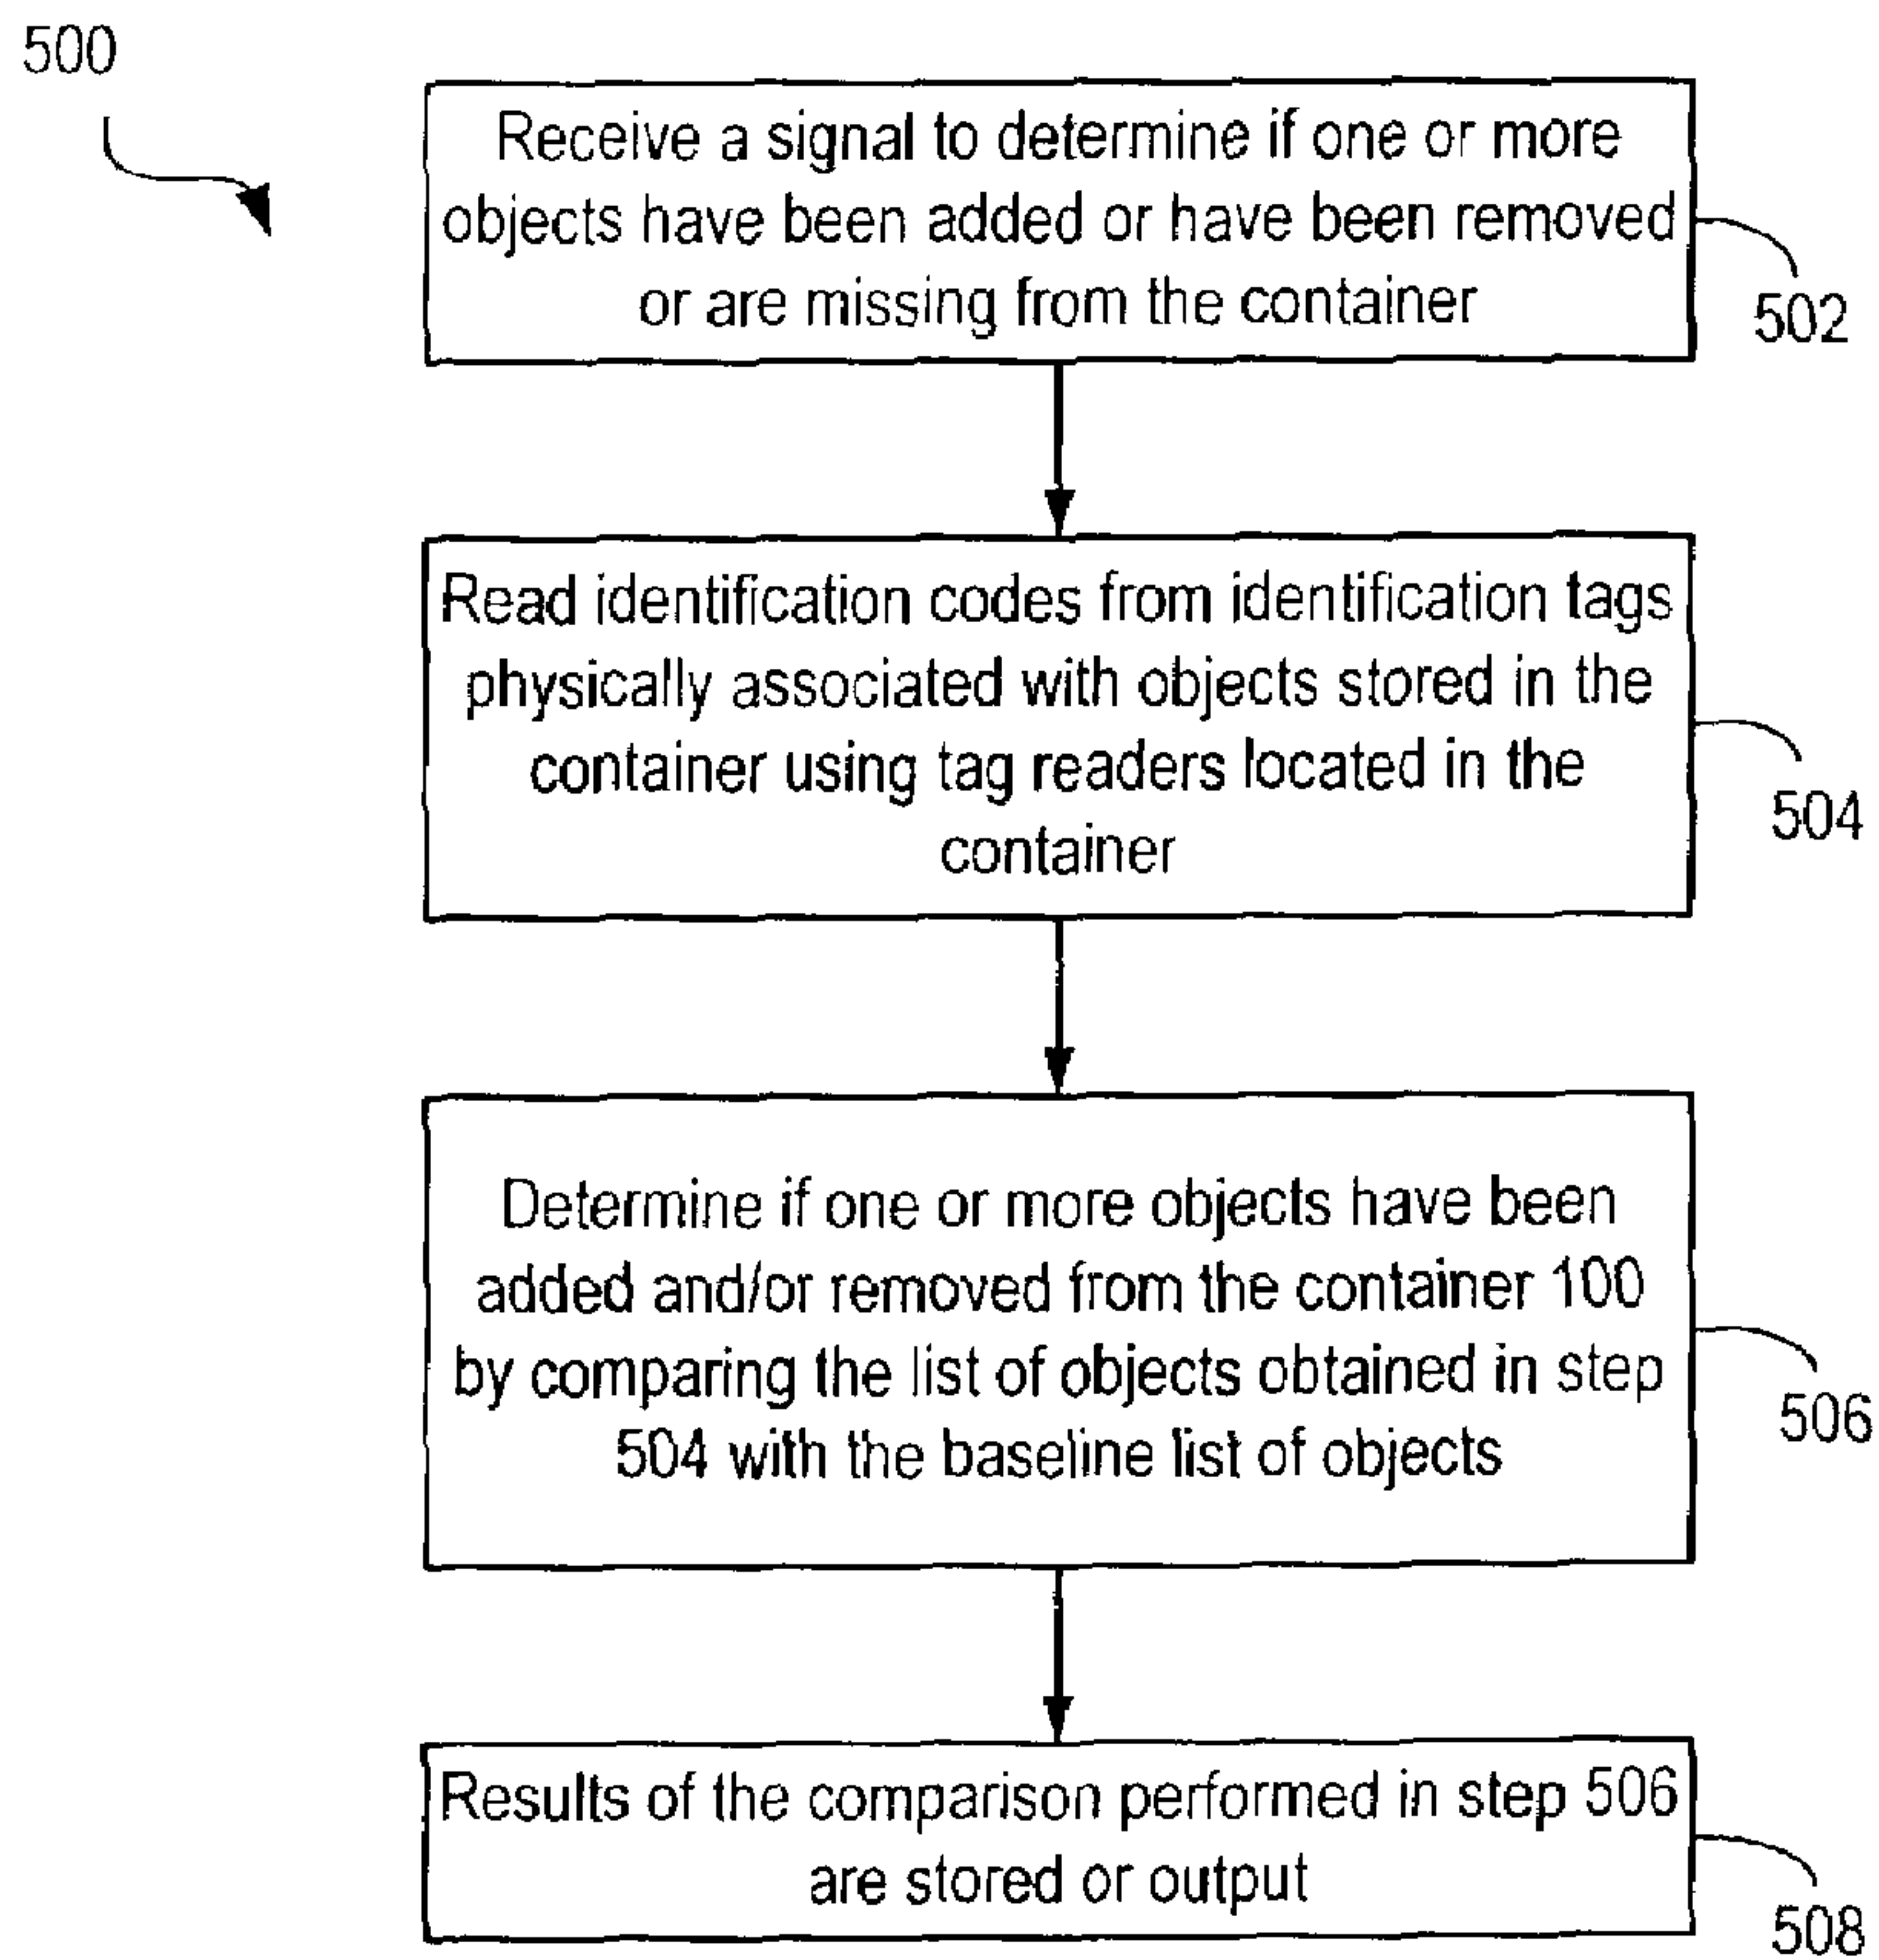 500
Receive a signal to determine if one or more
objects have been added or have been removed
or are missing from the container
502
Read identification codes from identification tags
physically associated with objects stored in the
container using tag readers located in the
container
504
Determine if one or more objects have been
added and/or removed from the container 100
by comparing the list of objects obtained in step
504 with the baseline list of objects
506
Results of the comparison performed in step 506
are stored or output
508